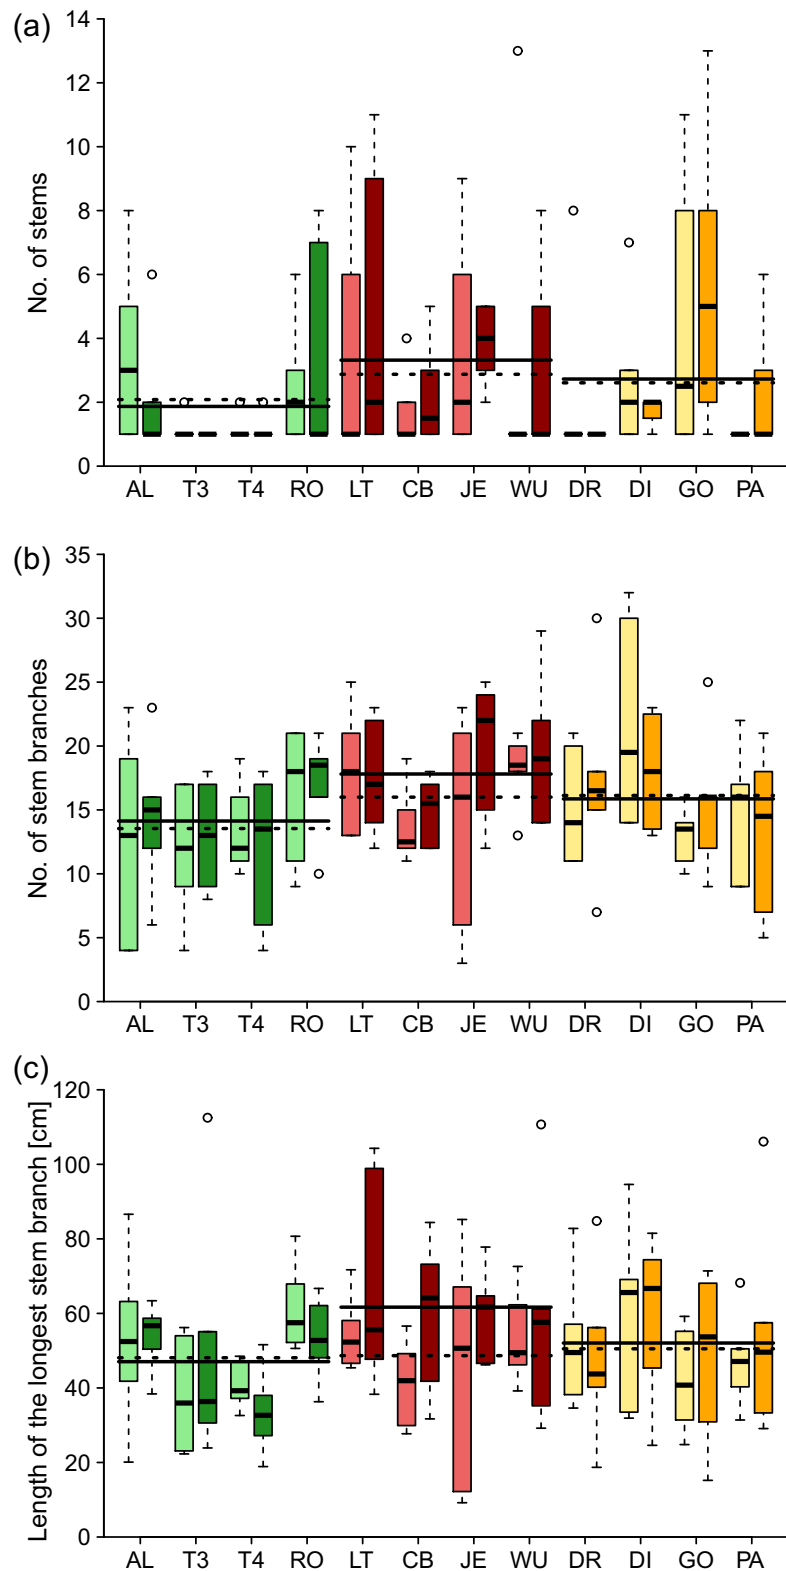 (a)
No. of stems
14
12
10
8
6
4
2
0
AL T3 T4 RO LT CB JE WU DR DI GO PA
(b)
No. of stem branches
35
30
25
20
15
10
5
0
AL T3 T4 RO LT CB JE WU DR DI GO PA
(c)
Length of the longest stem branch [cm]
120
100
80
60
40
20
0
AL T3 T4 RO LT CB JE WU DR DI GO PA